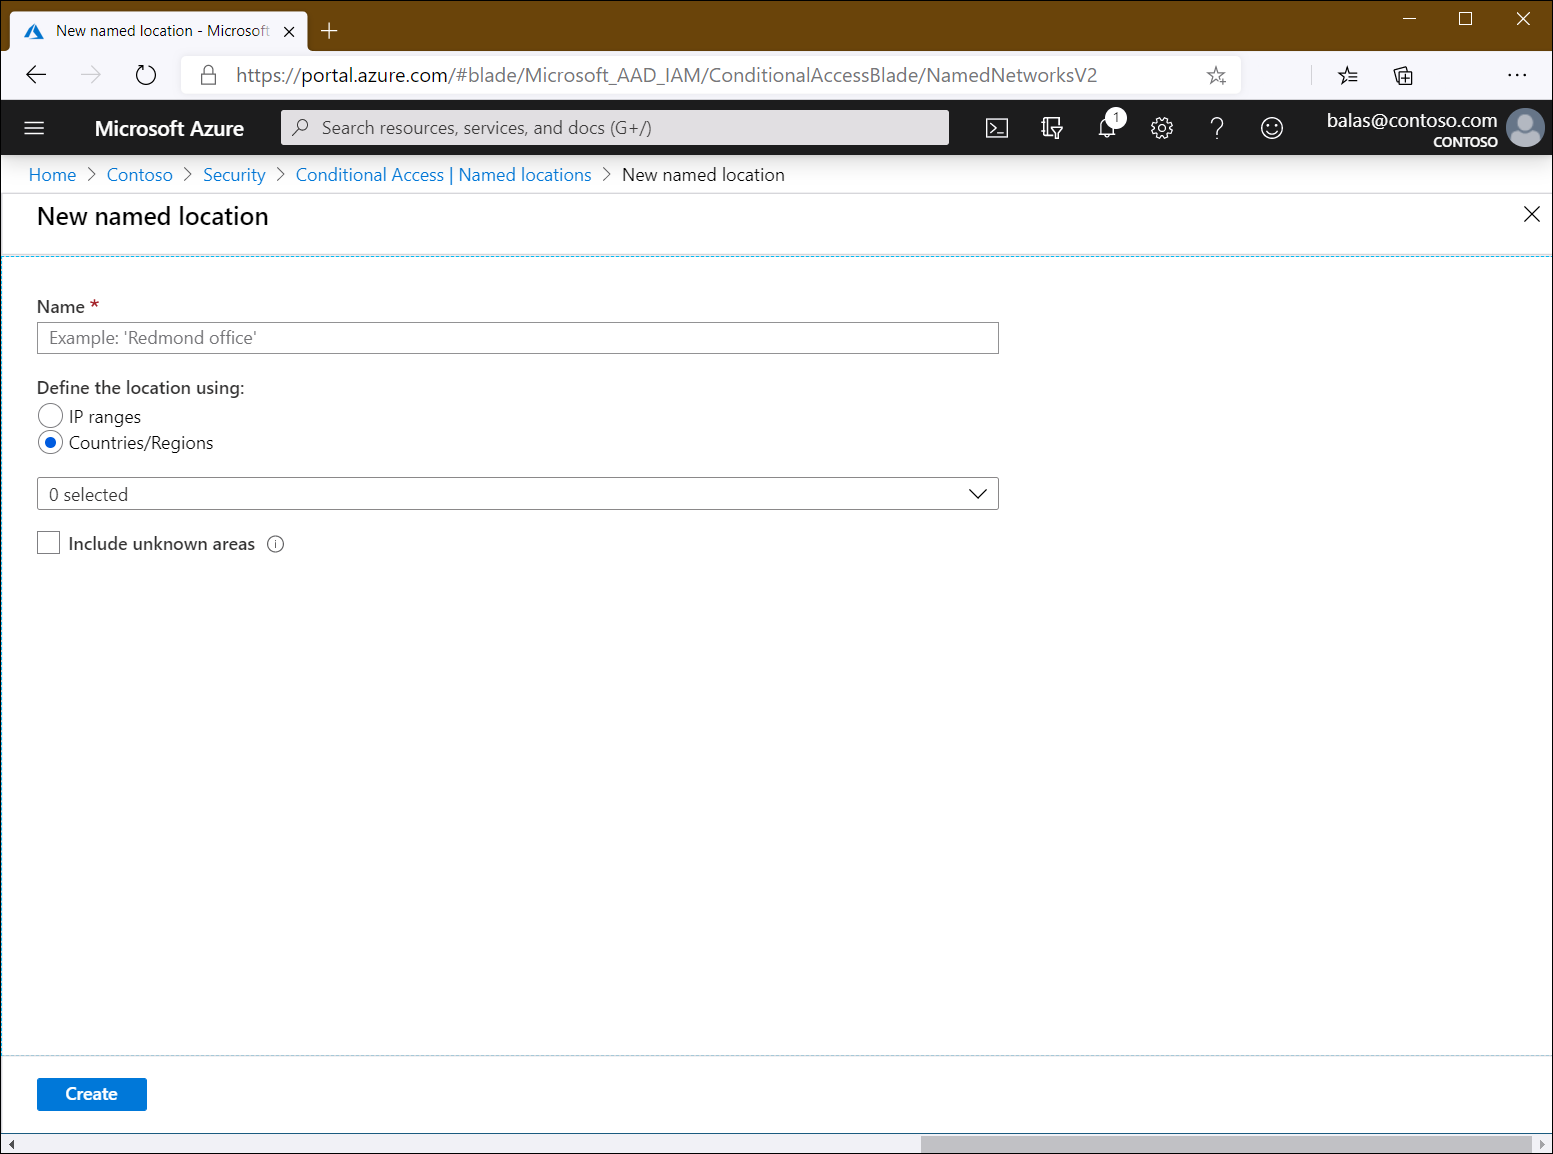 New named location - Microsoft
https://portal.azure.com/#blade/Microsoft_AAD_IAM/ConditionalAccessBlade/NamedNetworksV2
Microsoft Azure
Search resources, services, and docs (G+/)
1
balas@contoso.com
CONTOSO
Home > Contoso > Security > Conditional Access | Named locations > New named location
New named location
Name *
Example: 'Redmond office'
Define the location using:
IP ranges
Countries/Regions
0 selected
Include unknown areas
Create